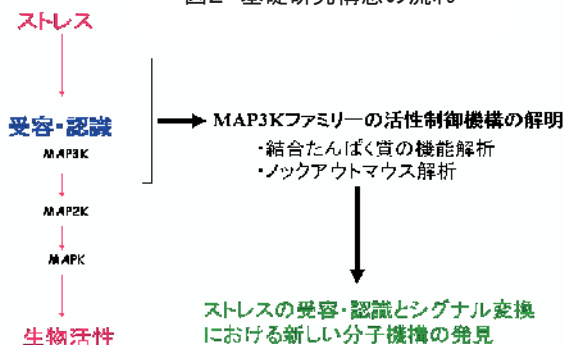 図2 基礎研究構想の流れ
ストレス
受容・認識
MAP3K
MAP2K
MAPK
生物活性
MAP3Kファミリーの活性制御機構の解明
・結合たんぱく質の機能解析
・ノックアウトマウス解析
ストレスの受容・認識とシグナル変換
における新しい分子機構の発見